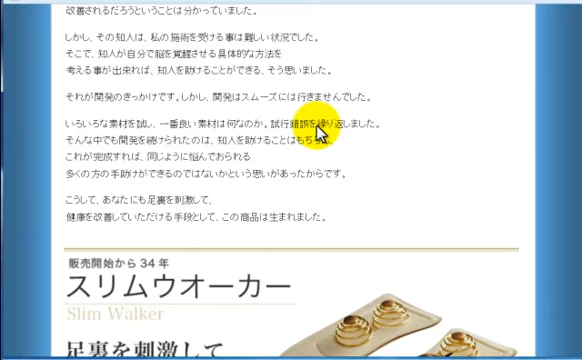 改善されるだろうということは分かっていました。
しかし、その知人は、私の施術を受ける事は難しい状況でした。
そこで、知人が自分で脳を覚醒させる具体的な方法を
考える事が出来れば、知人を助けることができる、そう思いました。
それが開発のきっかけです。しかし、開発はスムーズには行きませんでした。
いろいろな素材を試し、一番良い素材は何なのか。試行錯誤を繰り返しました。
そんな中でも開発を続けられたのは、知人を助けることはもちろん、
これが完成すれば、同じように悩んでおられる
多くの方の手助けができるのではないかという思いがあったからです。
こうして、あなたにも足裏を刺激して、
健康を改善していただける手段として、この商品は生まれました。
販売開始から 34 年
スリムウオーカー
Slim Walker
足裏を刺激して